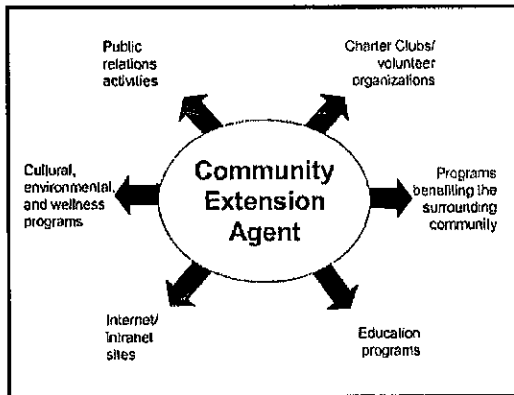 Public
relations
activities
Charter Clubs/
volunteer
organizations
Cultural,
environmental,
and wellness
programs
Community
Extension
Agent
Programs
benefiting the
surrounding
community
Internet/
Intranet
sites
Education
programs